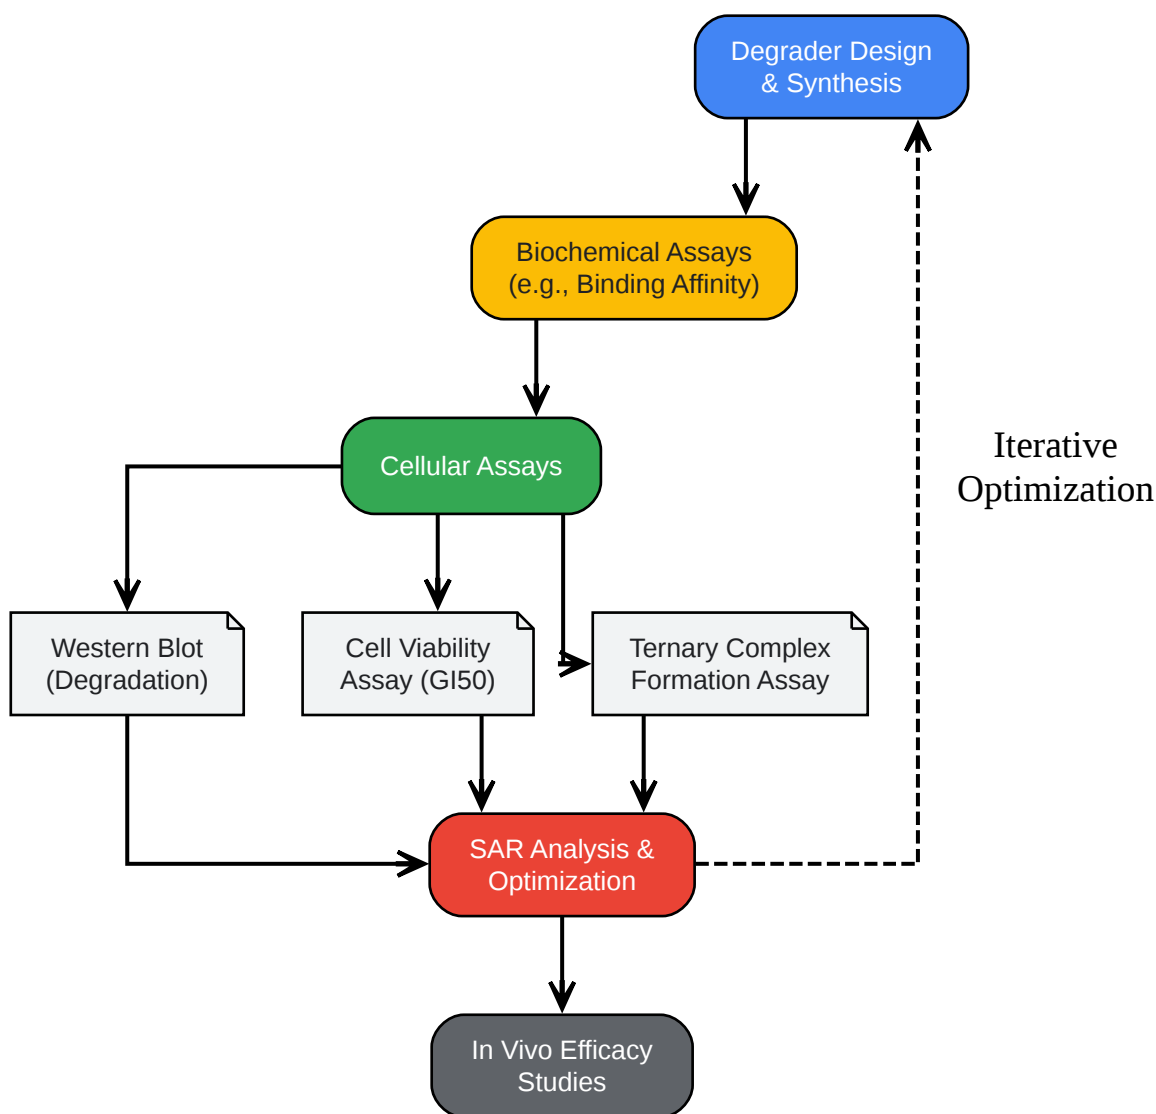 Degrader Design
& Synthesis
Biochemical Assays
(e.g., Binding Affinity)
Cellular Assays
Iterative
Optimization
Western Blot
(Degradation)
Cell Viability
Assay (GI50)
Ternary Complex
Formation Assay
SAR Analysis &
Optimization
In Vivo Efficacy
Studies